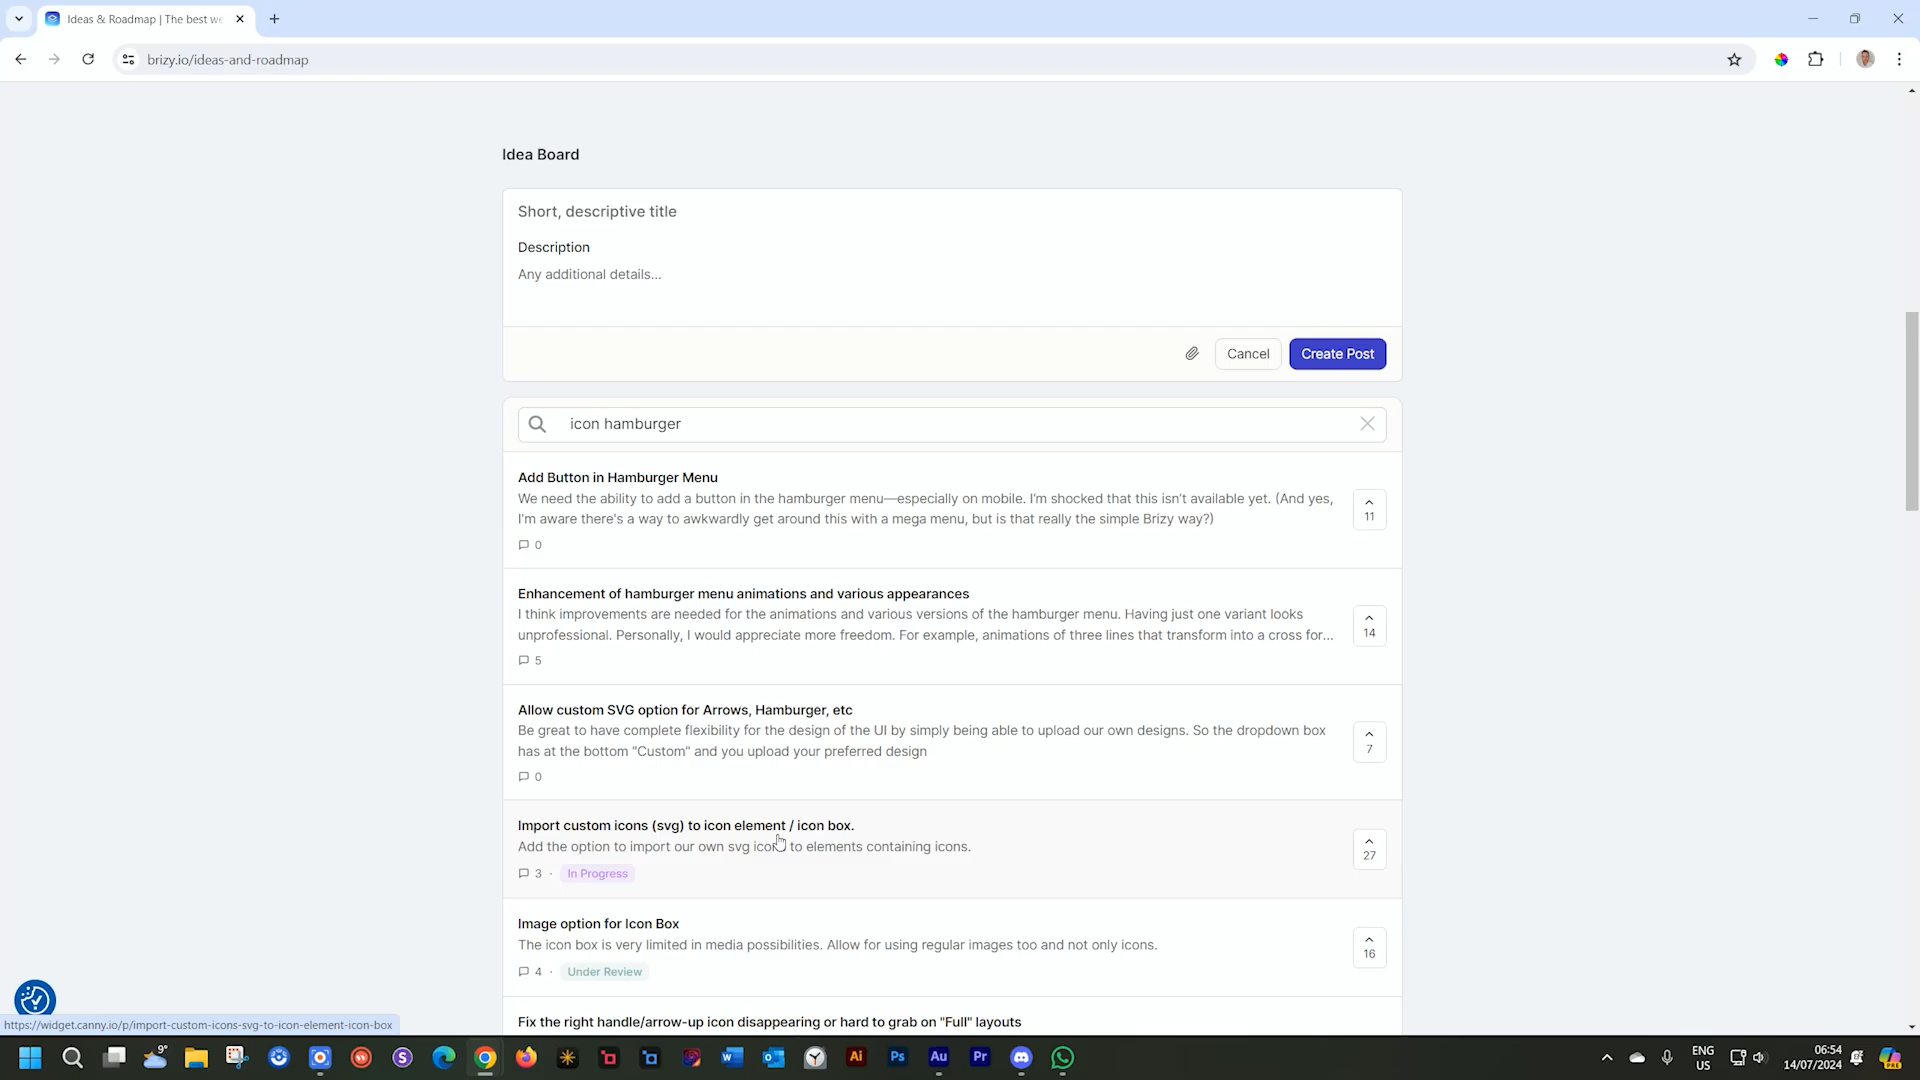 Ideas & Roadmap | The best we
brizy.io/ideas-and-roadmap
Idea Board
Short, descriptive title
Description
Any additional details...
Cancel
Create Post
icon hamburger
Add Button in Hamburger Menu
We need the ability to add a button in the hamburger menu—especially on mobile. I'm shocked that this isn't available yet. (And yes,
I'm aware there's a way to awkwardly get around this with a mega menu, but is that really the simple Brizy way?)
11
0
Enhancement of hamburger menu animations and various appearances
I think improvements are needed for the animations and various versions of the hamburger menu. Having just one variant looks
unprofessional. Personally, I would appreciate more freedom. For example, animations of three lines that transform into a cross for...
14
5
Allow custom SVG option for Arrows, Hamburger, etc
Be great to have complete flexibility for the design of the UI by simply being able to upload our own designs. So the dropdown box
has at the bottom "Custom" and you upload your preferred design
7
0
Import custom icons (svg) to icon element / icon box.
Add the option to import our own svg icons to elements containing icons.
27
3 · In Progress
Image option for Icon Box
The icon box is very limited in media possibilities. Allow for using regular images too and not only icons.
16
4 · Under Review
Fix the right handle/arrow-up icon disappearing or hard to grab on "Full" layouts
https://widget.canny.io/p/import-custom-icons-svg-to-icon-element-icon-box
9°
S
Ai
Ps
Au
Pr
ENG
US
06:54
14/07/2024
PRE